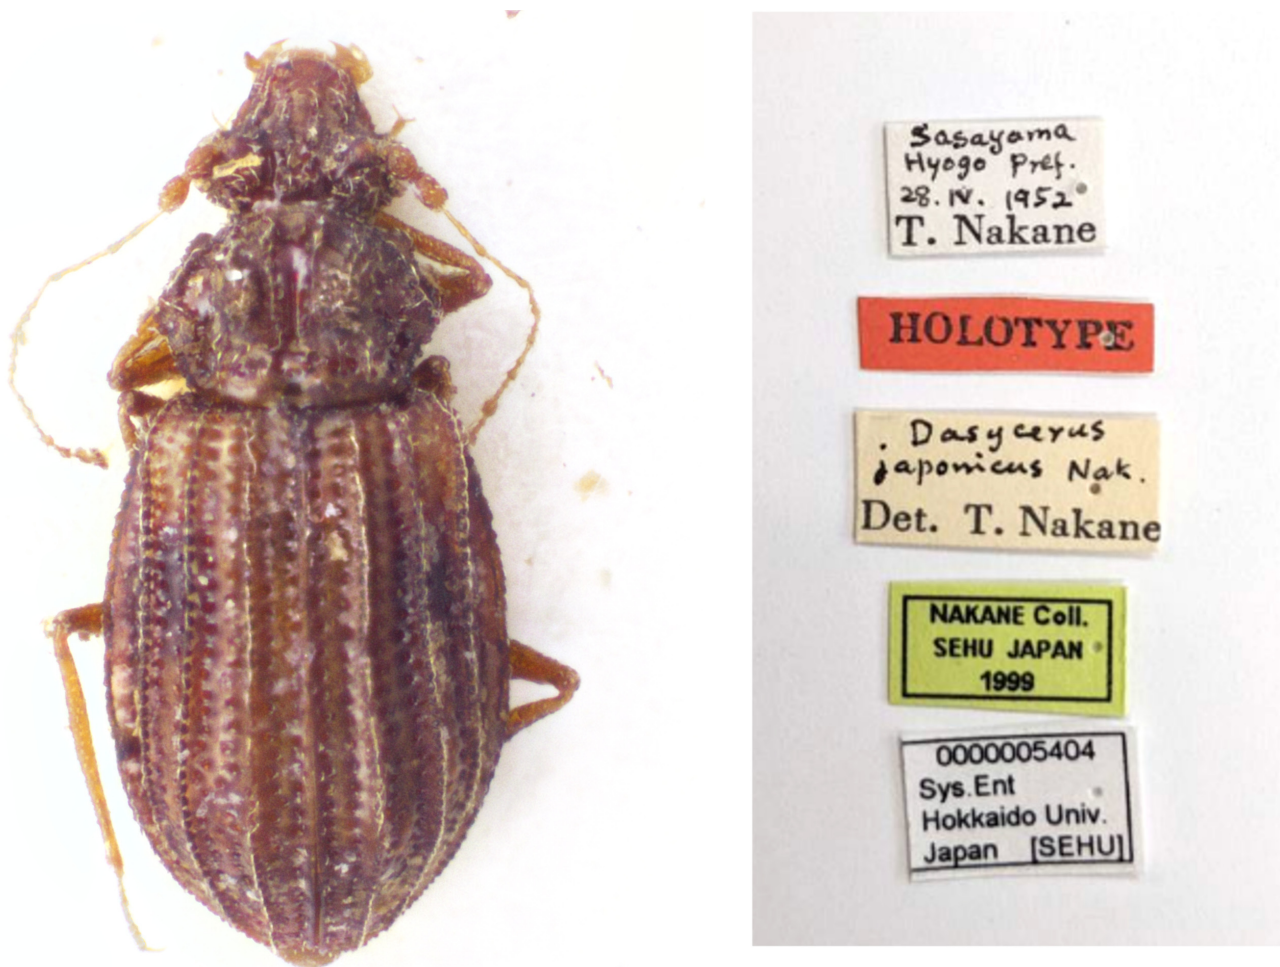 Sasayama
Hyogo Pref.
28. IV. 1952
T. Nakane
HOLOTYPE
. Dasycerus
japonicus Nak.
Det. T. Nakane
NAKANE Coll.
SEHU JAPAN
1999
0000005404
Sys.Ent
Hokkaido Univ.
Japan [SEHU]